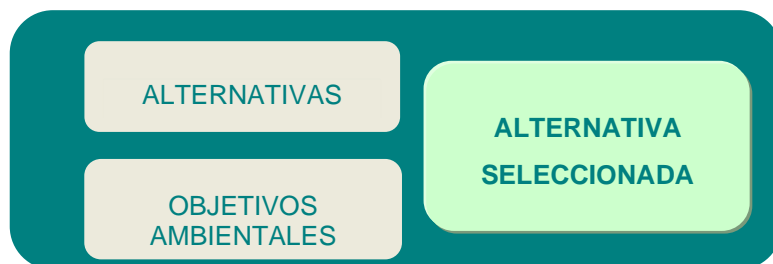 ALTERNATIVAS
OBJETIVOS
AMBIENTALES
ALTERNATIVA
SELECCIONADA